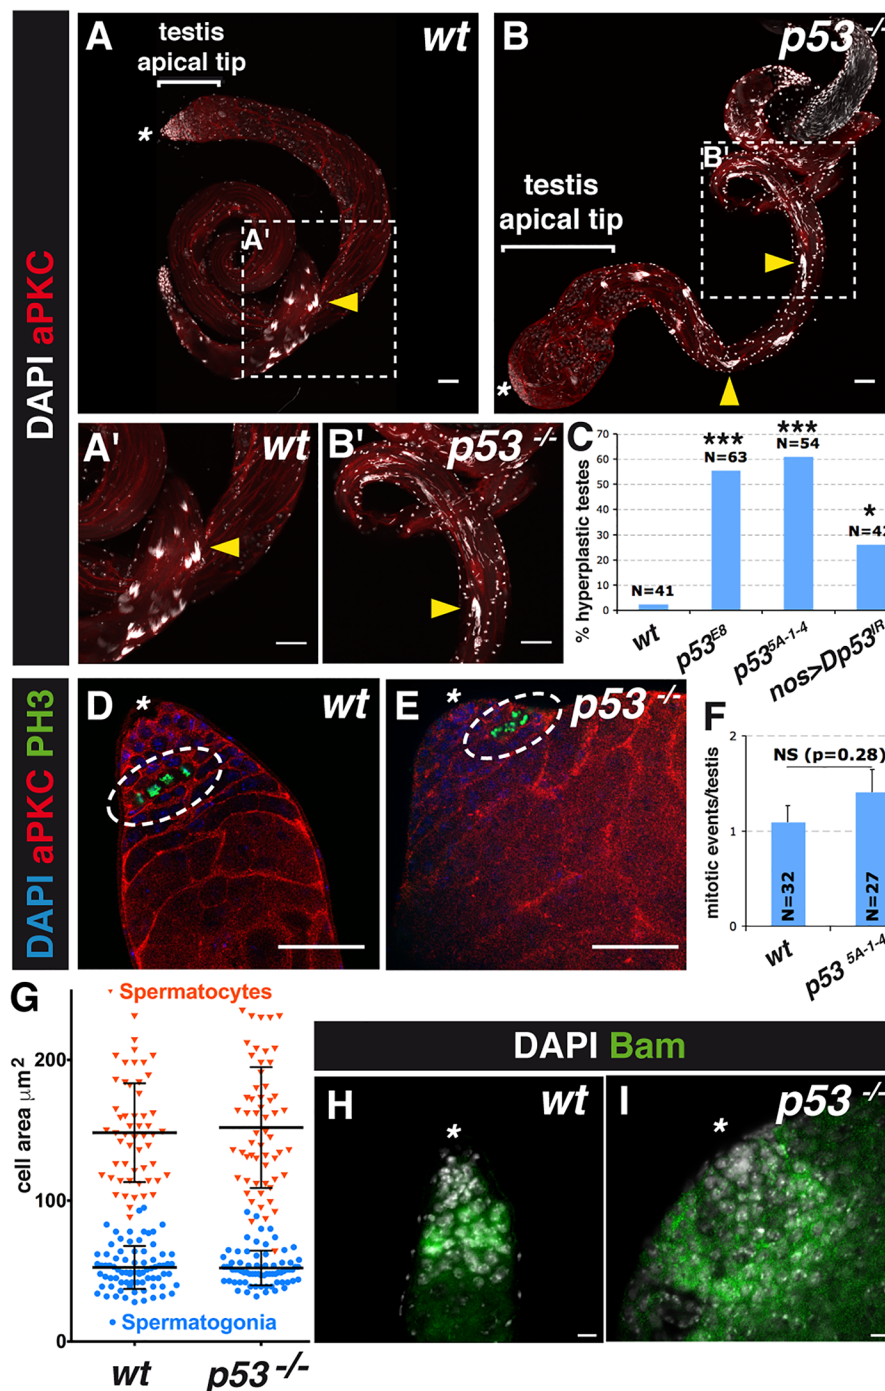 DAPI aPKC
A
testis
apical tip
wt
*
A'
B
p53 -/-
B'
testis
apical tip
*
A'
wt
B'
p53 -/-
C
% hyperplastic testes
70
60
50
40
30
20
10
0
N=41
***
N=63
***
N=54
*
N=42
wt
p53E8
p535A-1-4
nos>Dp53IR
DAPI aPKC PH3
D
*
wt
E
*
p53 -/-
F
mitotic events/testis
2
1
0
NS (p=0.28)
N=32
N=27
wt
p53 5A-1-4
G
Spermatocytes
cell area μm2
200
100
0
Spermatogonia
wt
p53 -/-
DAPI Bam
H
wt
*
I
p53 -/-
*